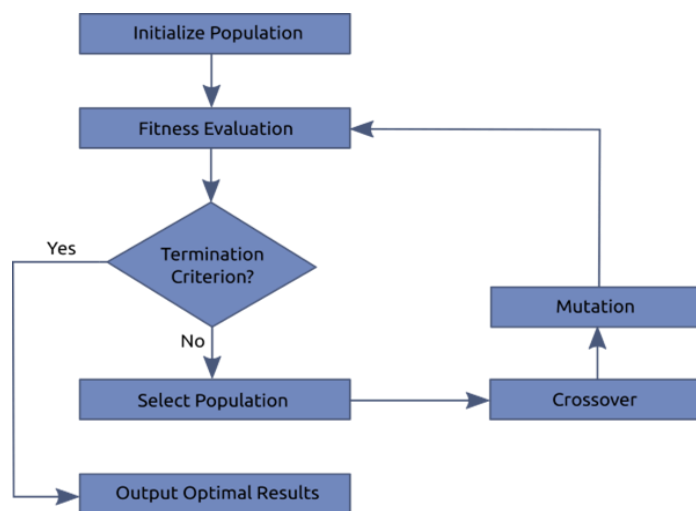 Initialize Population
Fitness Evaluation
Yes
Termination
Criterion?
No
Mutation
Select Population
Crossover
Output Optimal Results